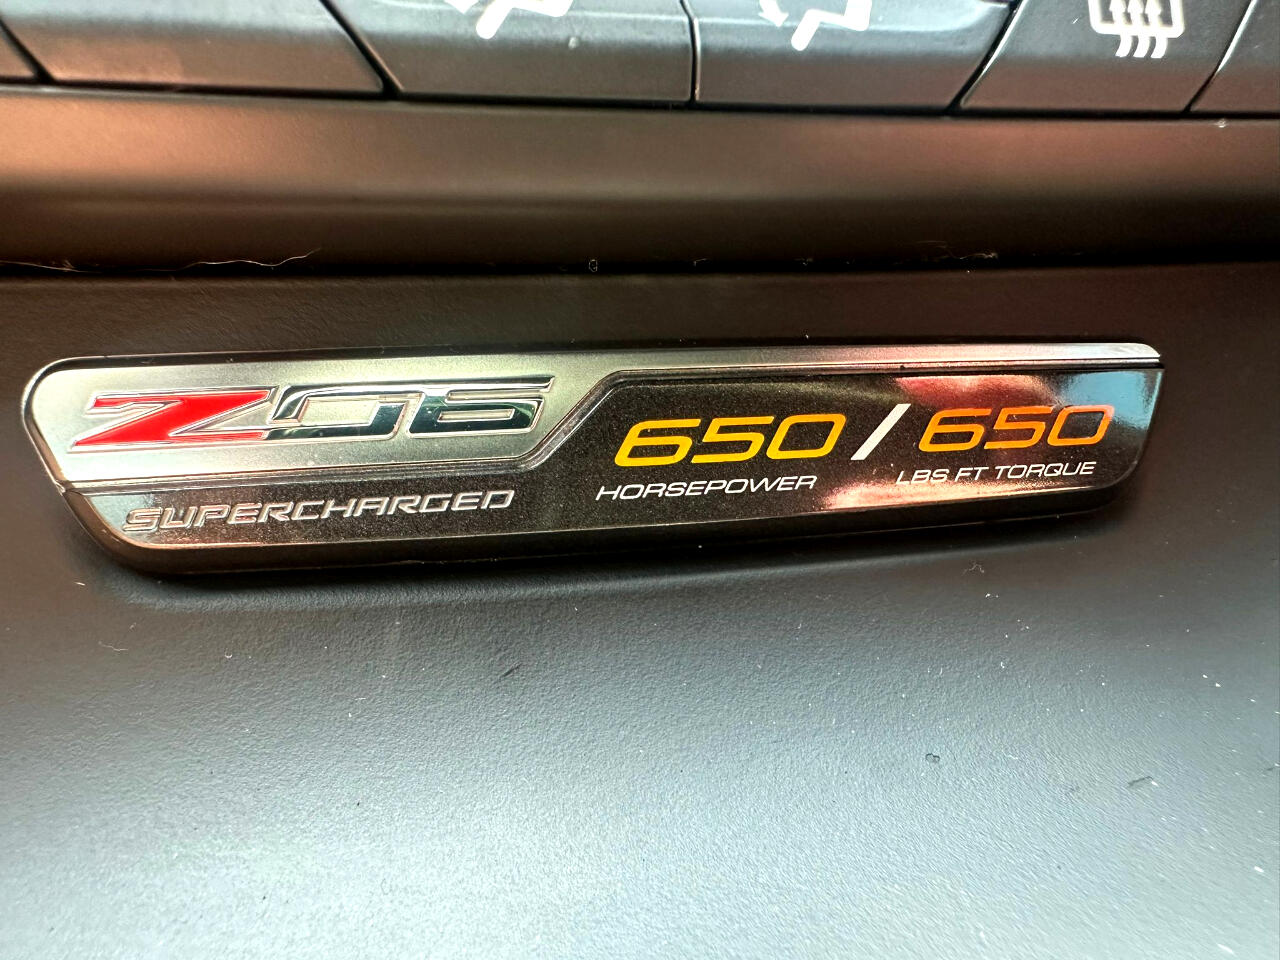 Z06
SUPERCHARGED
650 / 650
HORSEPOWER LBS FT TORQUE